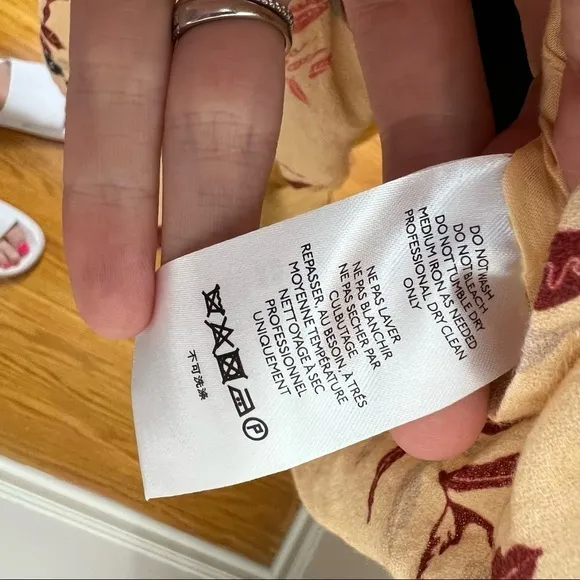 DO NOT WASH
DO NOT BLEACH
DO NOT TUMBLE DRY
MEDIUM IRON AS NEEDED
PROFESSIONAL DRY CLEAN
ONLY
NE PAS LAVER
NE PAS BLANCHIR
NE PAS SÉCHER PAR
CULBUTAGE
REPASSER, AU BESOIN, À TRÉS
MOYENNE TEMPÉRATURE
NETTOYAGE À SEC
PROFESSIONNEL
UNIQUEMENT
P
不可洗涤